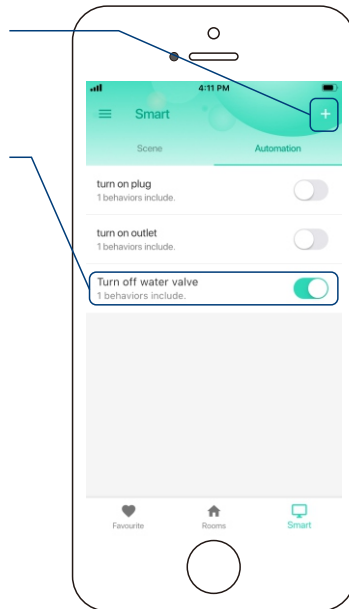 4:11 PM
Smart
Scene Automation
turn on plug
1 behaviors include.
turn on outlet
1 behaviors include.
Turn off water valve
1 behaviors include.
Favourite Rooms Smart